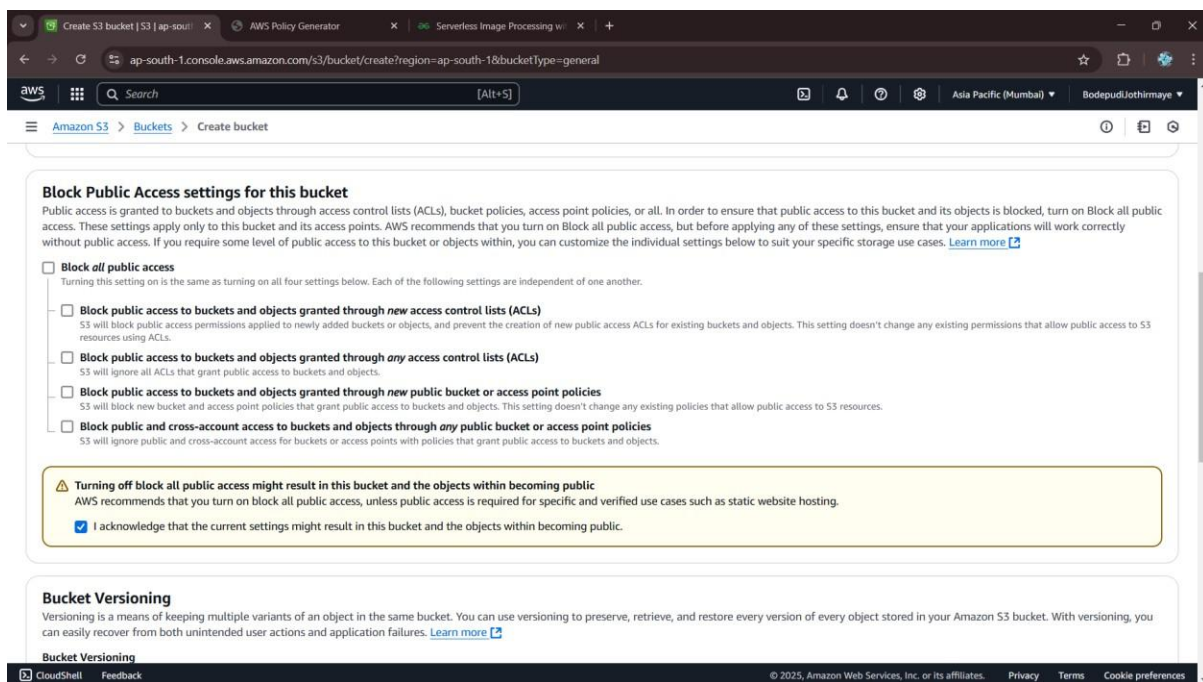 Create S3 bucket | S3 | ap-sout
AWS Policy Generator
Serverless Image Processing wi
ap-south-1.console.aws.amazon.com/s3/bucket/create?region=ap-south-1&bucketType=general
aws
Search
[Alt+S]
Asia Pacific (Mumbai)
BodepudiJothirmaye
Amazon S3 > Buckets > Create bucket
Block Public Access settings for this bucket
Public access is granted to buckets and objects through access control lists (ACLs), bucket policies, access point policies, or all. In order to ensure that public access to this bucket and its objects is blocked, turn on Block all public
access. These settings apply only to this bucket and its access points. AWS recommends that you turn on Block all public access, but before applying any of these settings, ensure that your applications will work correctly
without public access. If you require some level of public access to this bucket or objects within, you can customize the individual settings below to suit your specific storage use cases. Learn more
Block all public access
Turning this setting on is the same as turning on all four settings below. Each of the following settings are independent of one another.
Block public access to buckets and objects granted through new access control lists (ACLs)
S3 will block public access permissions applied to newly added buckets or objects, and prevent the creation of new public access ACLs for existing buckets and objects. This setting doesn't change any existing permissions that allow public access to S3
resources using ACLs.
Block public access to buckets and objects granted through any access control lists (ACLs)
S3 will ignore all ACLs that grant public access to buckets and objects.
Block public access to buckets and objects granted through new public bucket or access point policies
S3 will block new bucket and access point policies that grant public access to buckets and objects. This setting doesn't change any existing policies that allow public access to S3 resources.
Block public and cross-account access to buckets and objects through any public bucket or access point policies
S3 will ignore public and cross-account access for buckets or access points with policies that grant public access to buckets and objects.
Turning off block all public access might result in this bucket and the objects within becoming public
AWS recommends that you turn on block all public access, unless public access is required for specific and verified use cases such as static website hosting.
I acknowledge that the current settings might result in this bucket and the objects within becoming public.
Bucket Versioning
Versioning is a means of keeping multiple variants of an object in the same bucket. You can use versioning to preserve, retrieve, and restore every version of every object stored in your Amazon S3 bucket. With versioning, you
can easily recover from both unintended user actions and application failures. Learn more
Bucket Versioning
CloudShell Feedback
© 2025, Amazon Web Services, Inc. or its affiliates. Privacy Terms Cookie preferences